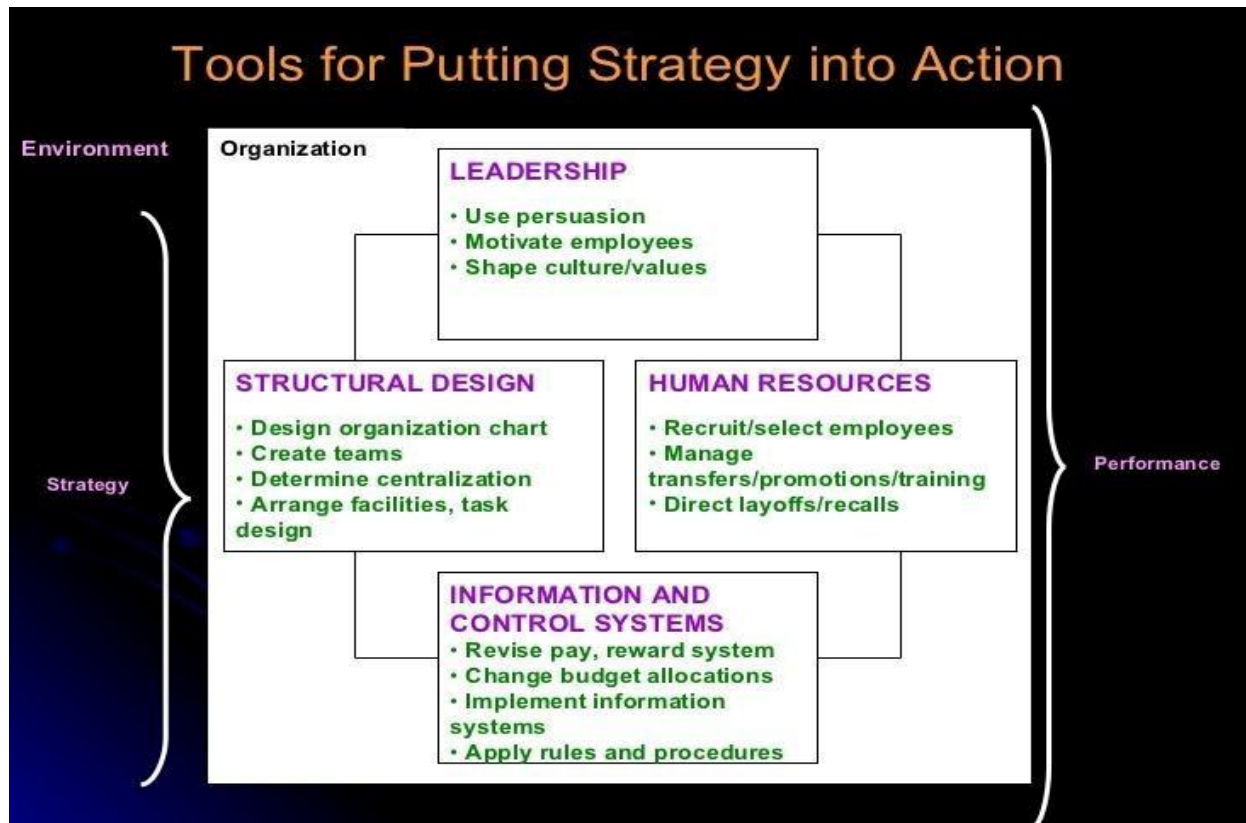 Tools for Putting Strategy into Action
Environment
Organization
LEADERSHIP
• Use persuasion
• Motivate employees
• Shape culture/values
STRUCTURAL DESIGN
• Design organization chart
• Create teams
• Determine centralization
• Arrange facilities, task
design
HUMAN RESOURCES
• Recruit/select employees
• Manage
transfers/promotions/training
• Direct layoffs/recalls
Strategy
Performance
INFORMATION AND
CONTROL SYSTEMS
• Revise pay, reward system
• Change budget allocations
• Implement information
systems
• Apply rules and procedures